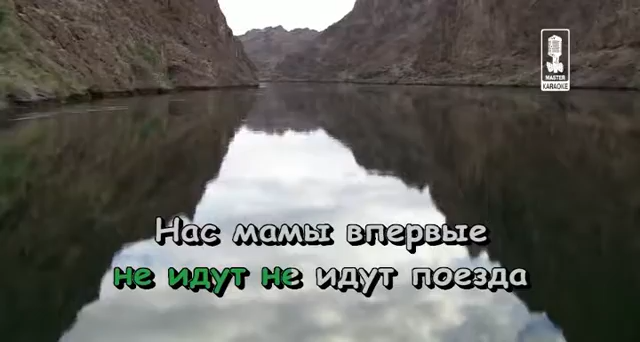 MASTER
KARAOKE
Нас мамы впервые
не идут не идут поезда